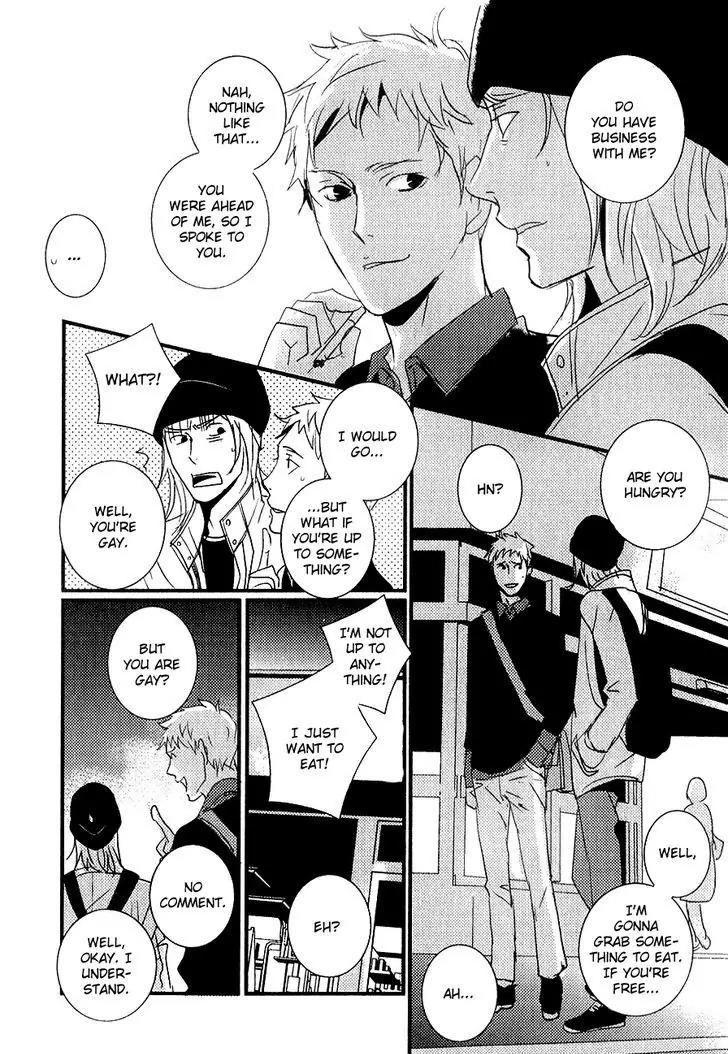 DO
YOU HAVE
BUSINESS
WITH ME?
NAH,
NOTHING
LIKE
THAT...
YOU
WERE AHEAD
OF ME, SO I
SPOKE TO
YOU.
...
ARE YOU
HUNGRY?
HN?
WELL,
I'M
GONNA
GRAB SOME-
THING TO EAT.
IF YOU'RE
FREE...
AH...
I WOULD
GO...
...BUT
WHAT IF
YOU'RE UP
TO SOME-
THING?
WHAT?!
WELL,
YOU'RE
GAY.
I'M NOT
UP TO
ANY-
THING!
I JUST
WANT TO
EAT!
EH?
BUT
YOU ARE
GAY?
NO
COMMENT.
WELL,
OKAY. I
UNDER-
STAND.